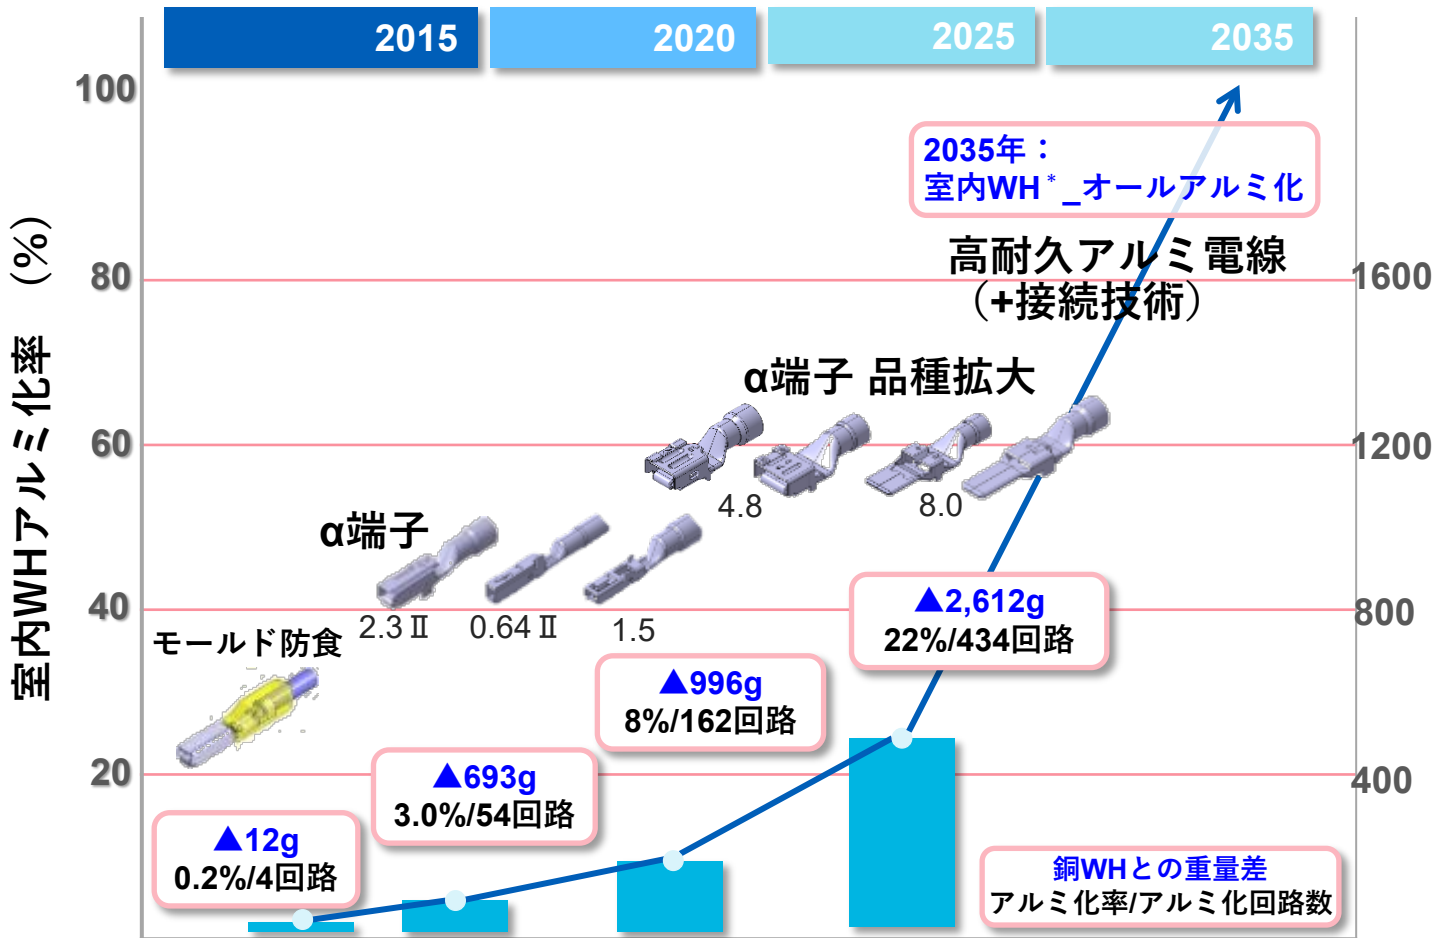 2015
2020
2025
2035
100
2035年：
室内WH*_オールアルミ化
室内WHアルミ化率 (%)
高耐久アルミ電線
（+接続技術）
80
1600
α端子 品種拡大
60
1200
4.8
8.0
α端子
2.3Ⅱ
0.64Ⅱ
1.5
40
800
モールド防食
▲2,612g
22%/434回路
▲996g
8%/162回路
20
400
▲693g
3.0%/54回路
▲12g
0.2%/4回路
銅WHとの重量差
アルミ化率/アルミ化回路数